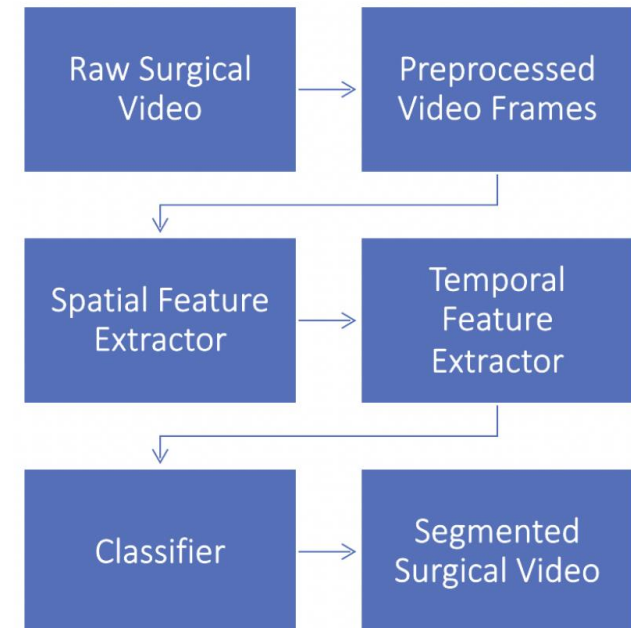 Raw Surgical
Video
Preprocessed
Video Frames
Spatial Feature
Extractor
Temporal
Feature
Extractor
Classifier
Segmented
Surgical Video